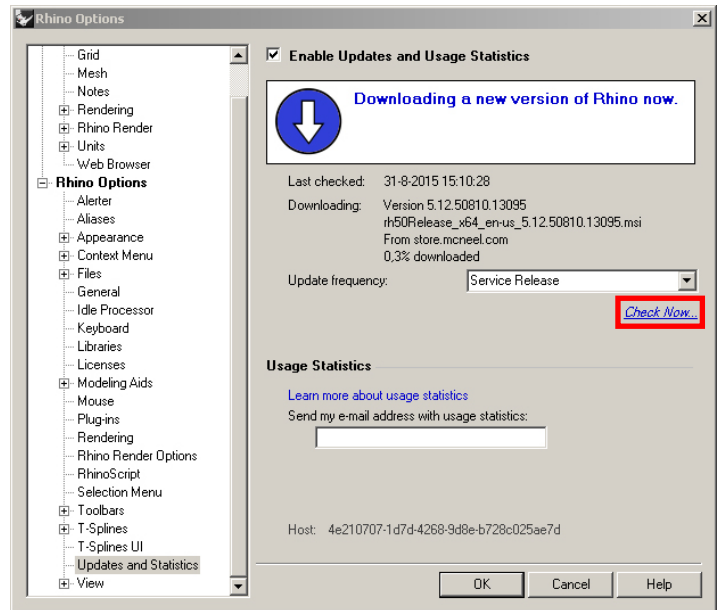 Rhino Options
Grid
Mesh
Notes
Rendering
Rhino Render
Units
Web Browser
Rhino Options
Alerter
Aliases
Appearance
Context Menu
Files
General
Idle Processor
Keyboard
Libraries
Licenses
Modeling Aids
Mouse
Plug-ins
Rendering
Rhino Render Options
RhinoScript
Selection Menu
Toolbars
T-Splines
T-Splines UI
Updates and Statistics
View
Enable Updates and Usage Statistics
Downloading a new version of Rhino now.
Last checked: 31-8-2015 15:10:28
Downloading: Version 5.12.50810.13095
rh50Release_x64_en-us_5.12.50810.13095.msi
From store.mcneel.com
0,3% downloaded
Update frequency: Service Release
Check Now...
Usage Statistics
Learn more about usage statistics
Send my e-mail address with usage statistics:
Host: 4e210707-1d7d-4268-9d8e-b728c025ae7d
OK Cancel Help